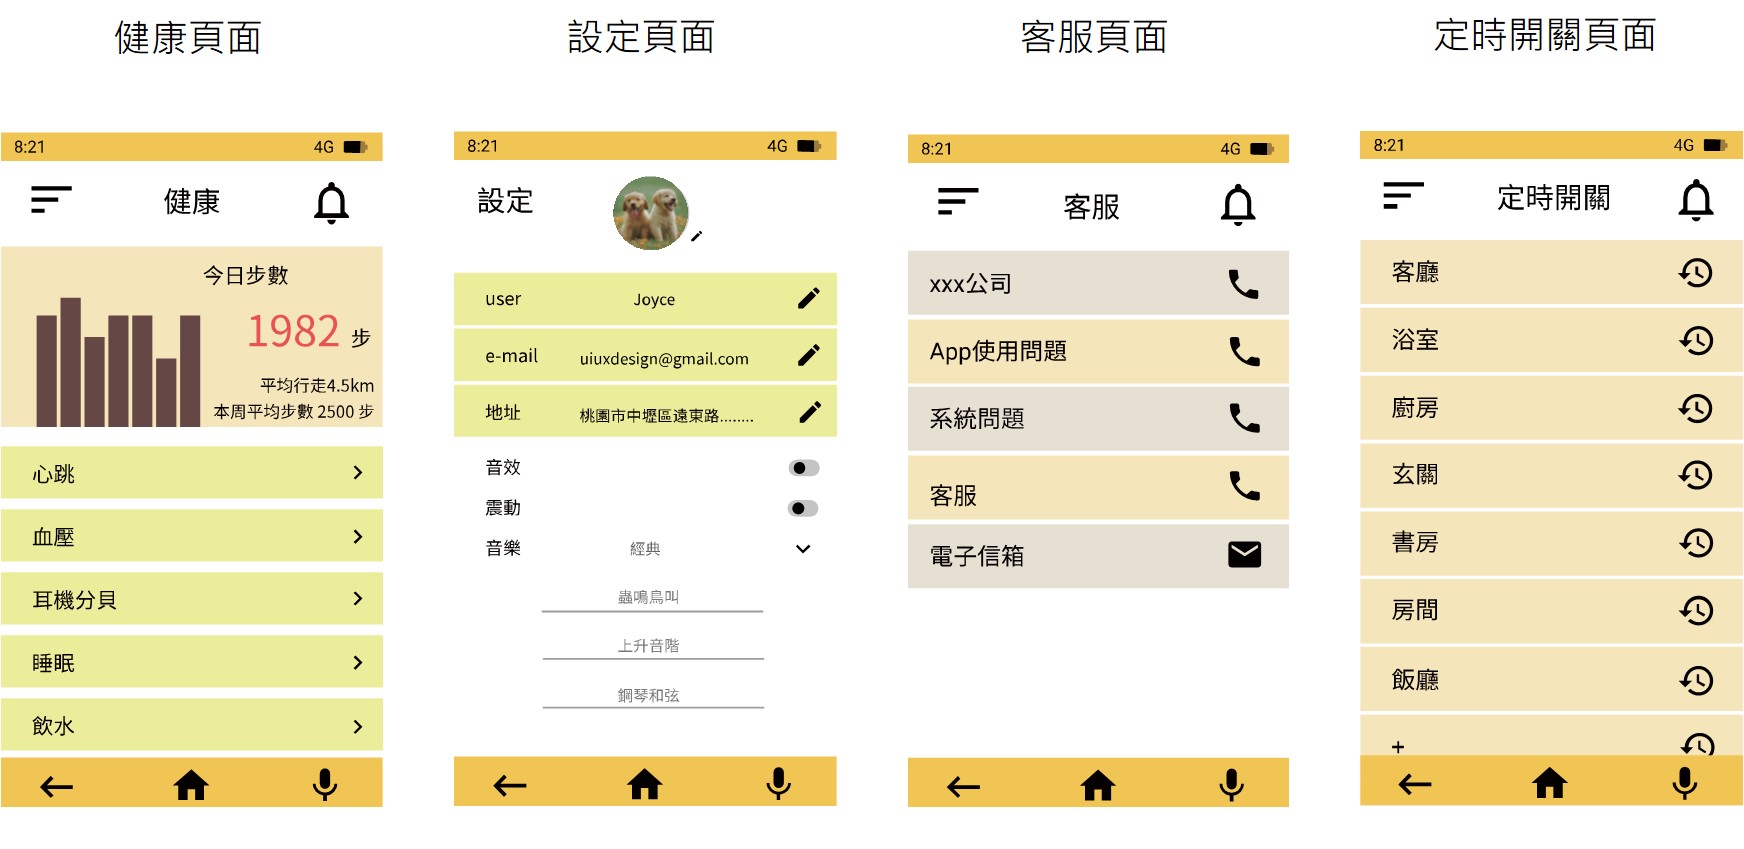 健康頁面
設定頁面
客服頁面
定時開關頁面
8:21
4G
健康
今日步數
1982 步
平均行走4.5km
本周平均步數 2500 步
心跳
血壓
耳機分貝
睡眠
飲水
8:21
4G
設定
user Joyce
e-mail uiuxdesign@gmail.com
地址 桃園市中壢區遠東路........
音效
震動
音樂 經典
蟲鳴鳥叫
上升音階
鋼琴和弦
8:21
4G
客服
xxx公司
App使用問題
系統問題
客服
電子信箱
8:21
4G
定時開關
客廳
浴室
廚房
玄關
書房
房間
飯廳
+